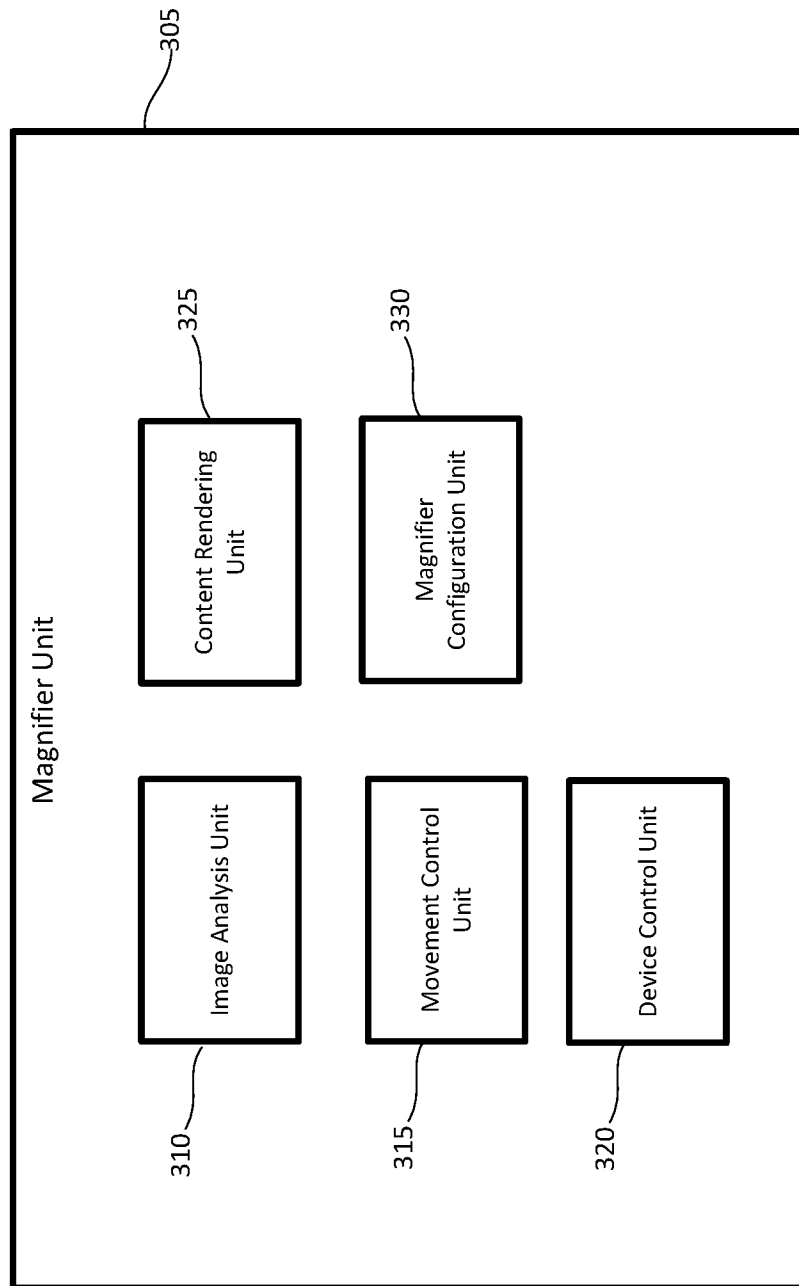 Magnifier Unit
305
Image Analysis Unit
310
Content Rendering
Unit
325
Movement Control
Unit
315
Magnifier
Configuration Unit
330
Device Control Unit
320